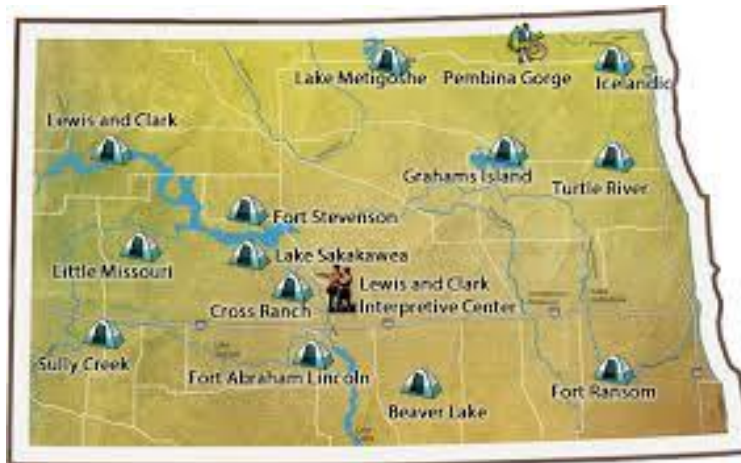 Lake Metigoshe
Pembina Gorge
Icelandic
Lewis and Clark
Grahams Island
Turtle River
Fort Stevenson
Lake Sakakawea
Little Missouri
Lewis and Clark
Interpretive Center
Cross Ranch
Sully Creek
Fort Abraham Lincoln
Beaver Lake
Fort Ransom